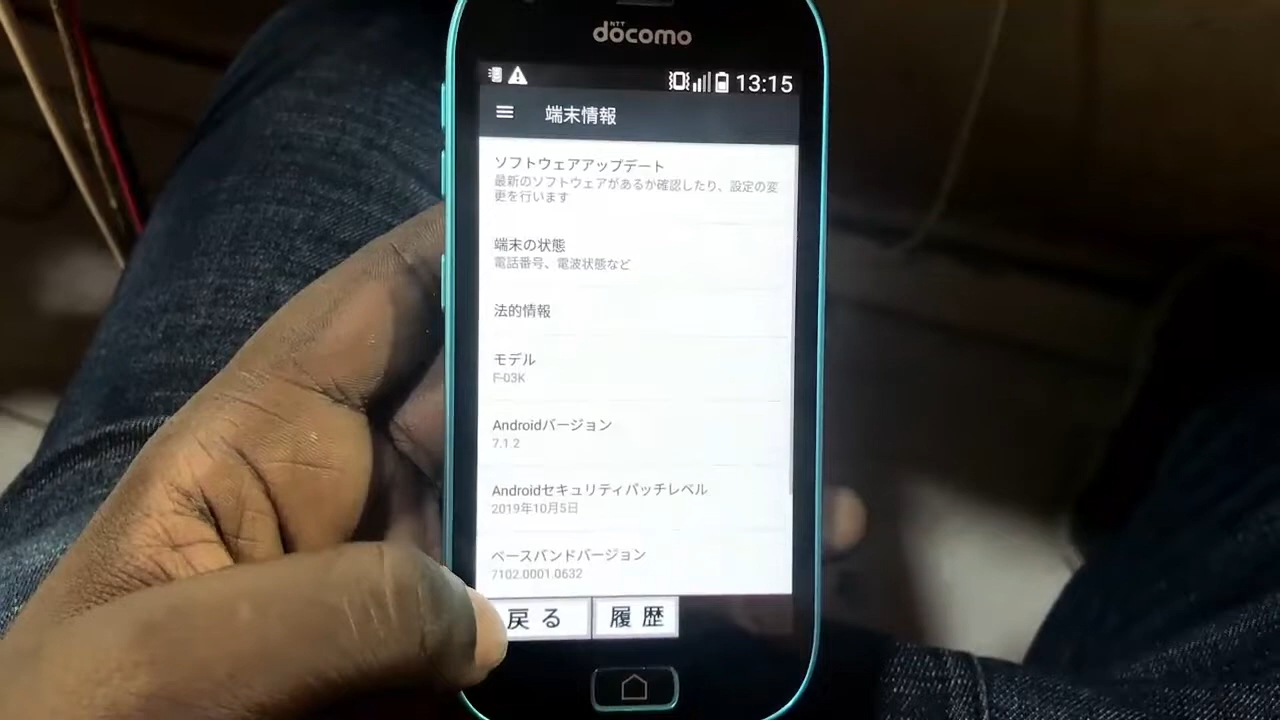 NTT
docomo
13:15
端末情報
ソフトウェアアップデート
最新のソフトウェアがあるか確認したり、設定の変
更を行います
端末の状態
電話番号、電波状態など
法的情報
モデル
F-03K
Androidバージョン
7.1.2
Androidセキュリティパッチレベル
2019年10月5日
ベースバンドバージョン
7102.0001.0632
戻る 履歴